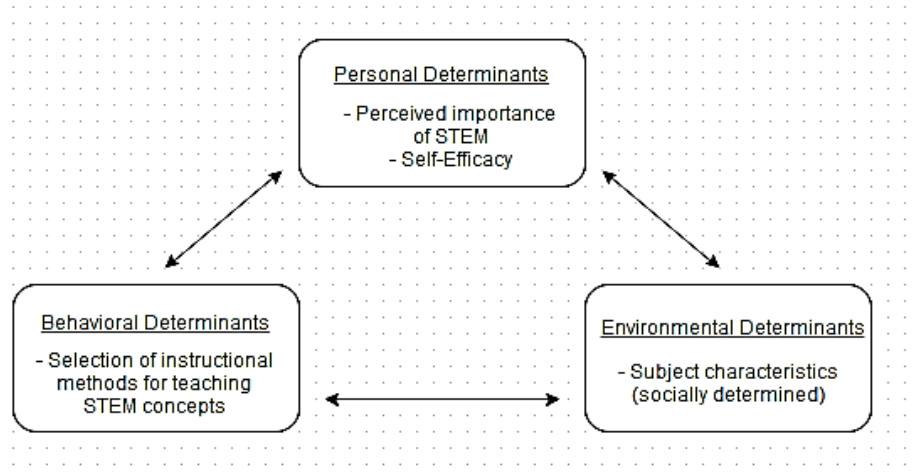 Personal Determinants
- Perceived importance
of STEM
- Self-Efficacy
Behavioral Determinants
- Selection of instructional
methods for teaching
STEM concepts
Environmental Determinants
- Subject characteristics
(socially determined)